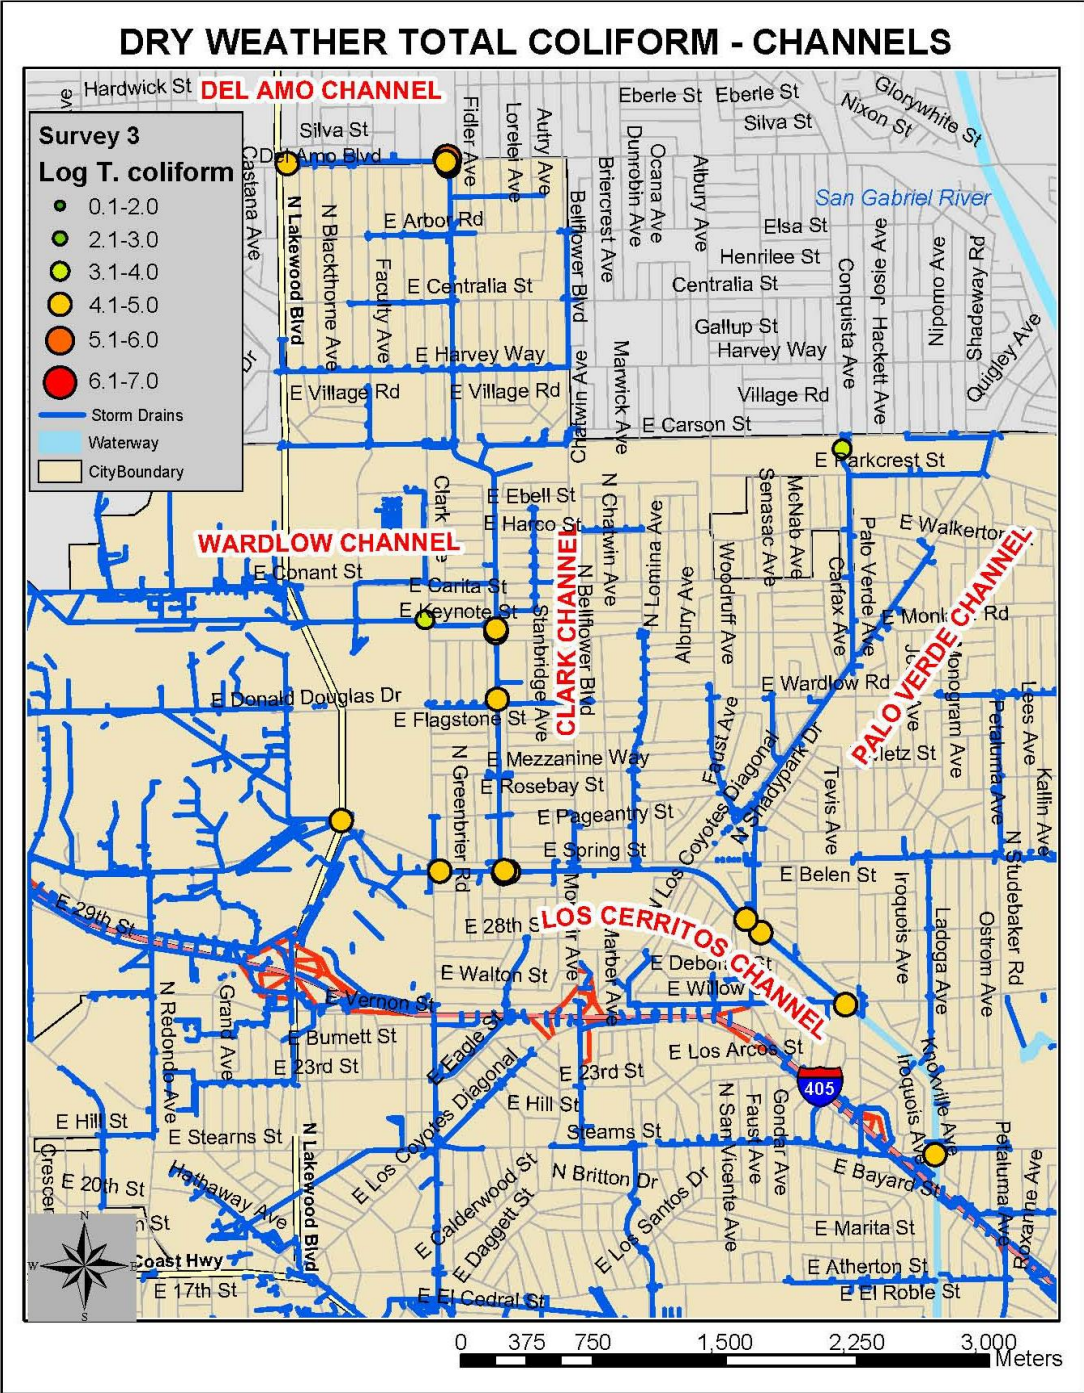 DRY WEATHER TOTAL COLIFORM - CHANNELS
Hardwick St
DEL AMO CHANNEL
Eberle St
Eberle St
Glorywhite St
Nixon St
Silva St
Silva St
Survey 3
Log T. coliform
0.1-2.0
2.1-3.0
3.1-4.0
4.1-5.0
5.1-6.0
6.1-7.0
Storm Drains
Waterway
CityBoundary
Del Amo Blvd
Castana Ave
N Lakewood Blvd
N Blackthorne Ave
Faculty Ave
Fidler Ave
Lorelei Ave
Autry Ave
Bellflower Blvd
Briercrest Ave
Dunrobin Ave
Ocana Ave
Albury Ave
San Gabriel River
E Arbor Rd
Elsa St
Henrilee St
E Centralia St
Centralia St
Conquista Ave
Josie Ave
Hackett Ave
Nipomo Ave
Shadeway Rd
Quigley Ave
Gallup St
E Harvey Way
Harvey Way
Chatwin Ave
Marwick Ave
E Village Rd
E Village Rd
Village Rd
E Carson St
E Parkcrest St
Clark
E Ebell St
E Harco St
N Chatwin Ave
N Lomina Ave
Senasac Ave
McNab Ave
E Walkerton
WARDLOW CHANNEL
CLARK CHANNEL
PALO VERDE CHANNEL
E Conant St
E Carita St
E Keynote St
Stanbridge Ave
N Bellflower Blvd
Albury Ave
Woodruff Ave
Carfax Ave
Palo Verde Ave
Rd
E Wardlow Rd
Monogram Ave
Petaluma Ave
Lees Ave
Kallin Ave
E Donald Douglas Dr
E Flagstone St
E Mezzanine Way
E Rosebay St
E Pageantry St
E Spring St
N Greenbrier Rd
Faust Ave
N Los Coyotes Diagonal
N Shadypark Dr
Tevis Ave
E Belen St
N Studebaker Rd
Iroquois Ave
Ladoga Ave
Ostrom Ave
E 29th St
E 28th S
LOS CERRITOS CHANNEL
E Walton St
E Willow
E Vernon St
N Redondo Ave
Grand Ave
E Burnett St
E 23rd St
E Eagle St
E Los Arcos St
405
E 23rd St
E Hill St
E Hill St
E Stearns St
Stearns St
E Los Coyotes Diagonal
N San Vicente Ave
Faust Ave
Gondar Ave
Iroquois Ave
Knoxville Ave
Petaluma Ave
Roxanne Ave
E Bayard St
N Britton Dr
E Los Santos Dr
E Calderwood St
E Daggett St
Hathaway Ave
N Lakewood Blvd
E 20th St
Crescen
E Marita St
E Atherton St
E El Roble St
Coast Hwy
E 17th St
E El Cedral St
N
W
E
S
0 375 750 1,500 2,250 3,000
Meters